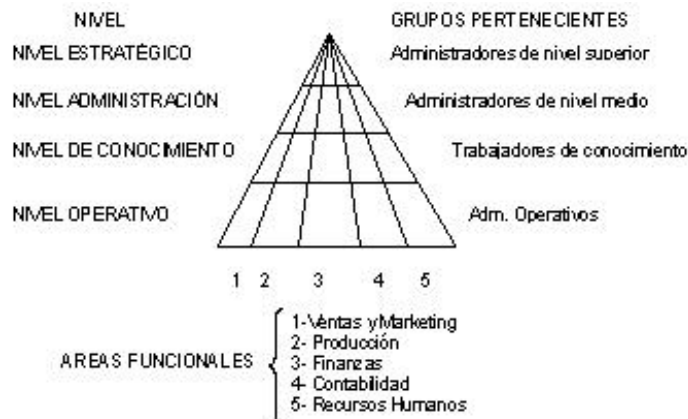 NIVEL GRUPOS PERTENECIENTES
NIVEL ESTRATÉGICO Administradores de nivel superior
NIVEL ADMINISTRACIÓN Administradores de nivel medio
NIVEL DE CONOCIMIENTO Trabajadores de conocimiento
NIVEL OPERATIVO Adm. Operativos
1 2 3 4 5
1-Ventas y Marketing
2- Producción
AREAS FUNCIONALES 3- Finanzas
4- Contabilidad
5- Recursos Humanos